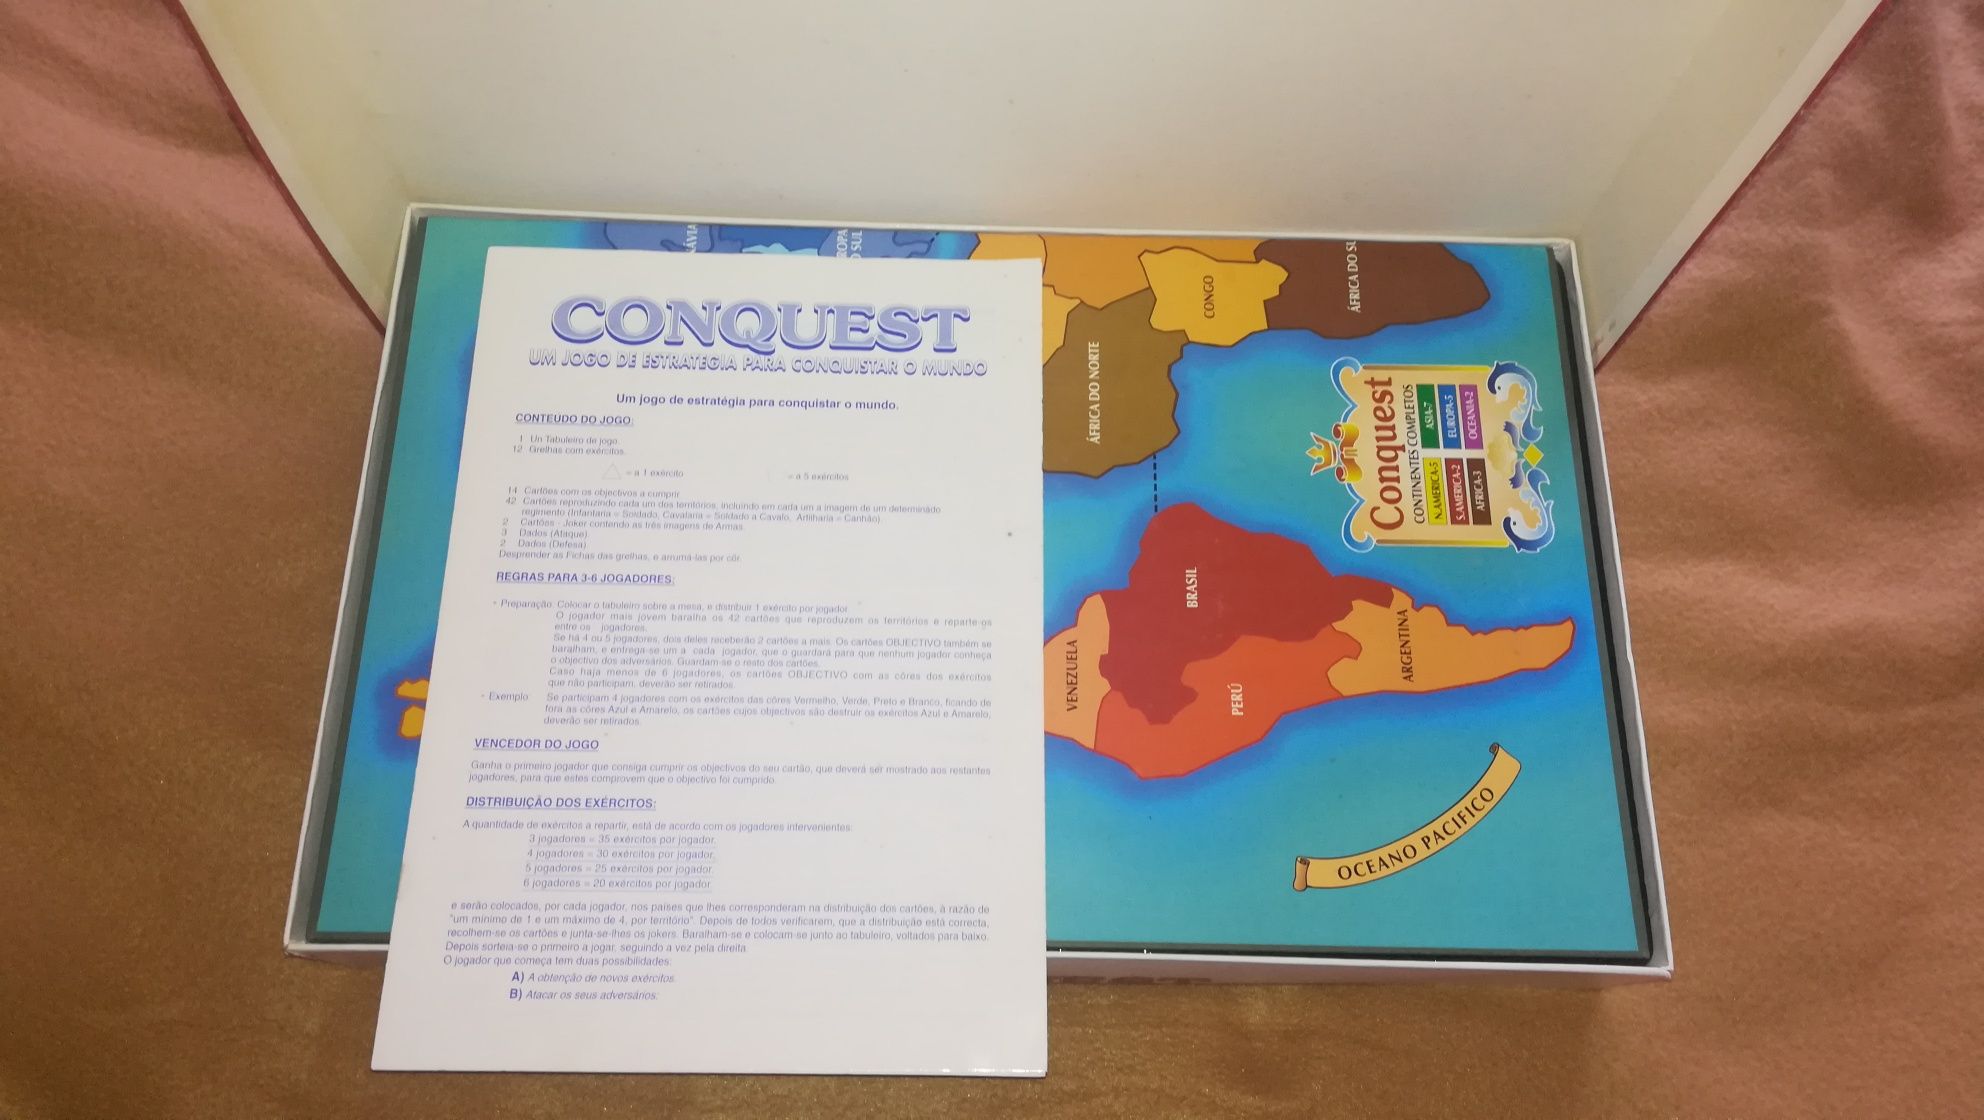 CONQUEST
UM JOGO DE ESTRATEGIA PARA CONQUISTAR O MUNDO
Um jogo de estratégia para conquistar o mundo.
CONTEÚDO DO JOGO:
1 Un Tabuleiro de jogo.
12 Grelhas com exércitos.
= a 1 exército = a 5 exércitos
14 Cartões com os objectivos a cumprir
42 Cartões reproduzindo cada um dos territórios, incluindo em cada um a imagem de um determinado
regimento (Infantaria = Soldado, Cavalaria = Soldado a Cavalo, Artilharia = Canhão).
2 Cartões - Joker contendo as três imagens de Armas.
3 Dados (Ataque)
2 Dados (Defesa)
Desprender as Fichas das grelhas, e arrumá-las por côr.
REGRAS PARA 3-6 JOGADORES:
- Preparação: Colocar o tabuleiro sobre a mesa, e distribuir 1 exército por jogador.
O jogador mais jovem baralha os 42 cartões que reproduzem os territórios e reparte-os
entre os jogadores.
Se há 4 ou 5 jogadores, dois deles receberão 2 cartões a mais. Os cartões OBJECTIVO também se
baralham, e entrega-se um a cada jogador, que o guardará para que nenhum jogador conheça
o objectivo dos adversários. Guardam-se o resto dos cartões.
Caso haja menos de 6 jogadores, os cartões OBJECTIVO com as côres dos exércitos
que não participam, deverão ser retirados.
- Exemplo: Se participam 4 jogadores com os exércitos das côres Vermelho, Verde, Preto e Branco, ficando de
fora as côres Azul e Amarelo, os cartões cujos objectivos são destruir os exércitos Azul e Amarelo,
deverão ser retirados.
VENCEDOR DO JOGO
Ganha o primeiro jogador que consiga cumprir os objectivos do seu cartão, que deverá ser mostrado aos restantes
jogadores, para que estes comprovem que o objectivo foi cumprido.
DISTRIBUIÇÃO DOS EXÉRCITOS:
A quantidade de exércitos a repartir, está de acordo com os jogadores intervenientes:
3 jogadores = 35 exércitos por jogador.
4 jogadores = 30 exércitos por jogador.
5 jogadores = 25 exércitos por jogador.
6 jogadores = 20 exércitos por jogador.
e serão colocados, por cada jogador, nos países que lhes corresponderam na distribuição dos cartões, à razão de
"um mínimo de 1 e um máximo de 4, por território". Depois de todos verificarem, que a distribuição está correcta,
recolhem-se os cartões e junta-se-lhes os jokers. Baralham-se e colocam-se junto ao tabuleiro, voltados para baixo.
Depois sorteia-se o primeiro a jogar, seguindo a vez pela direita.
O jogador que começa tem duas possibilidades:
A) A obtenção de novos exércitos.
B) Atacar os seus adversários.
ÁVIA
ROPA
O SUL
CONGO
ÁFRICA DO SU
ÁFRICA DO NORTE
Conquest
CONTINENTES COMPLETOS
N.AMERICA-5 ASIA-7
S.AMERICA-2 EUROPA-5
AFRICA-3 OCEANIA-2
BRASIL
VENEZUELA
PERÚ
ARGENTINA
OCEANO PACIFICO